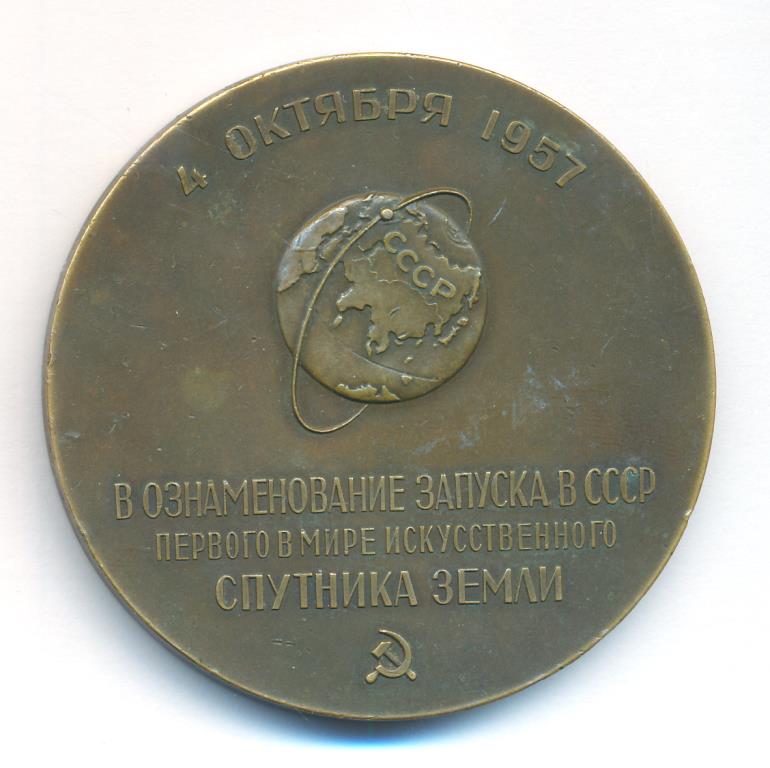 4 ОКТЯБРЯ 1957
СССР
В ОЗНАМЕНОВАНИЕ ЗАПУСКА В СССР
ПЕРВОГО В МИРЕ ИСКУССТВЕННОГО
СПУТНИКА ЗЕМЛИ